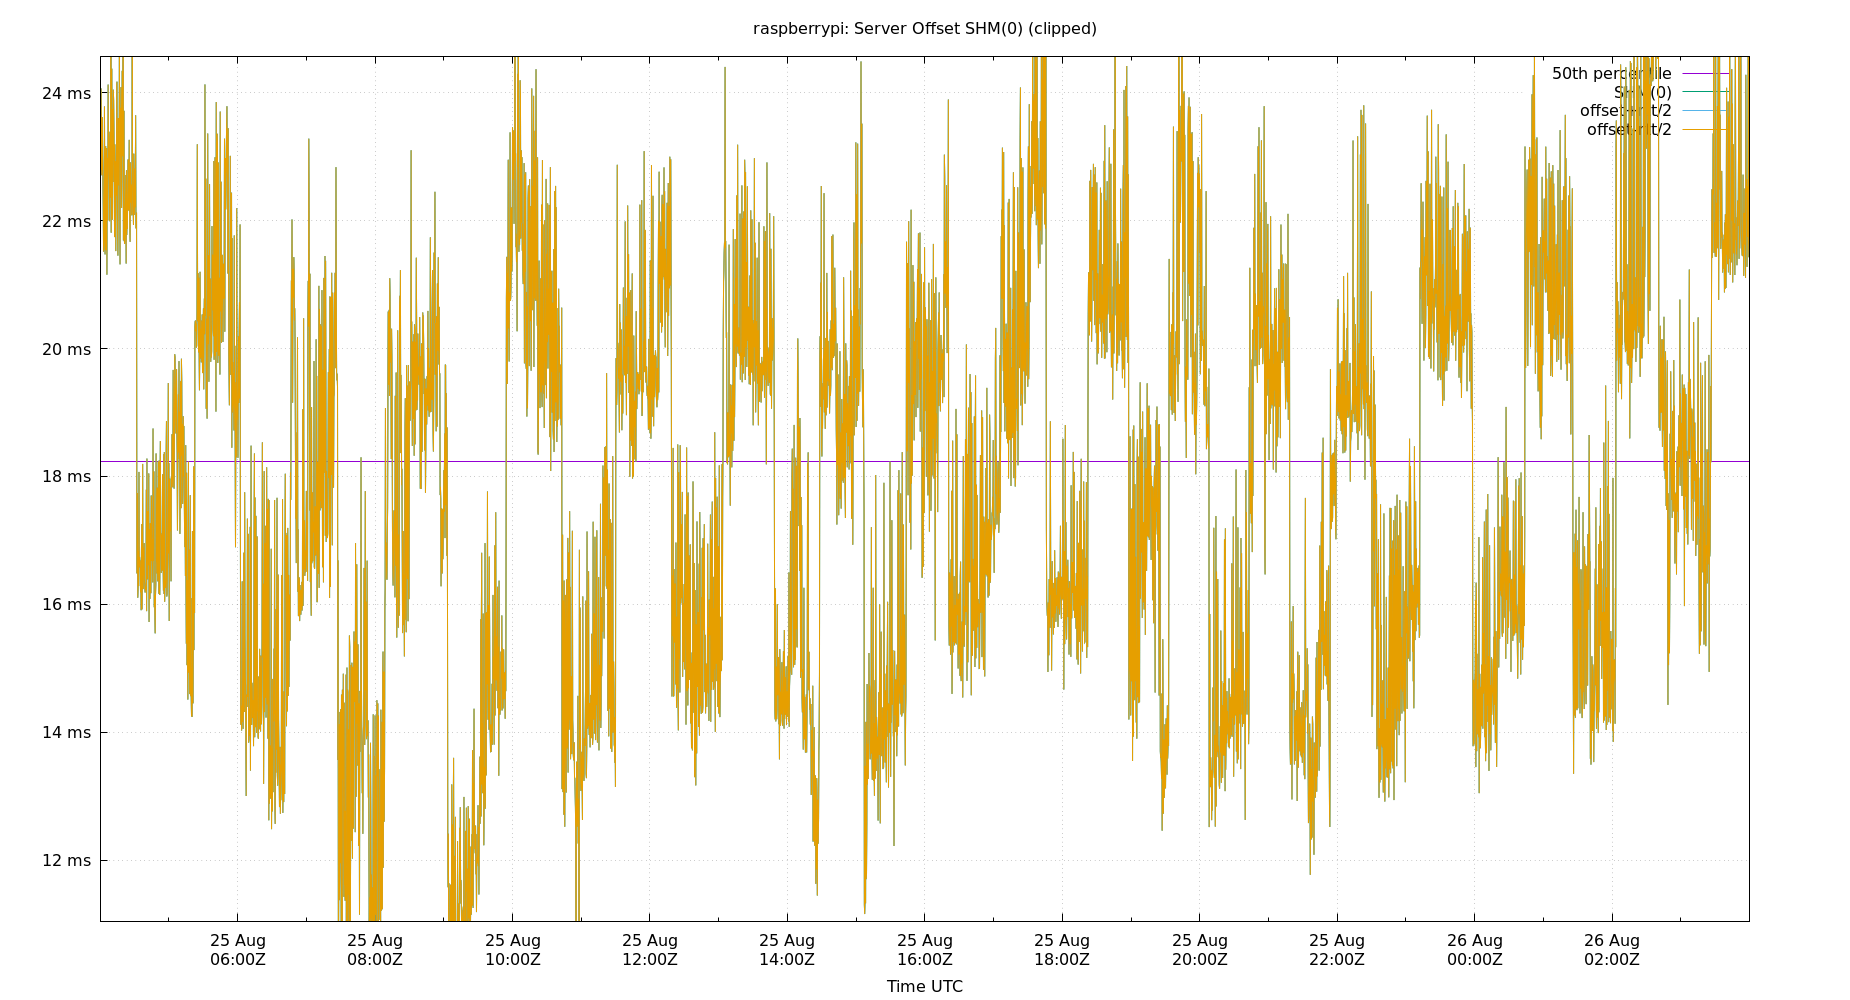 raspberrypi: Server Offset SHM(0) (clipped)
50th percentile
SHM(0)
offset+rtt/2
offset-rtt/2
24 ms
22 ms
20 ms
18 ms
16 ms
14 ms
12 ms
25 Aug 25 Aug 25 Aug 25 Aug 25 Aug 25 Aug 25 Aug 25 Aug 25 Aug 26 Aug 26 Aug
06:00Z 08:00Z 10:00Z 12:00Z 14:00Z 16:00Z 18:00Z 20:00Z 22:00Z 00:00Z 02:00Z
Time UTC